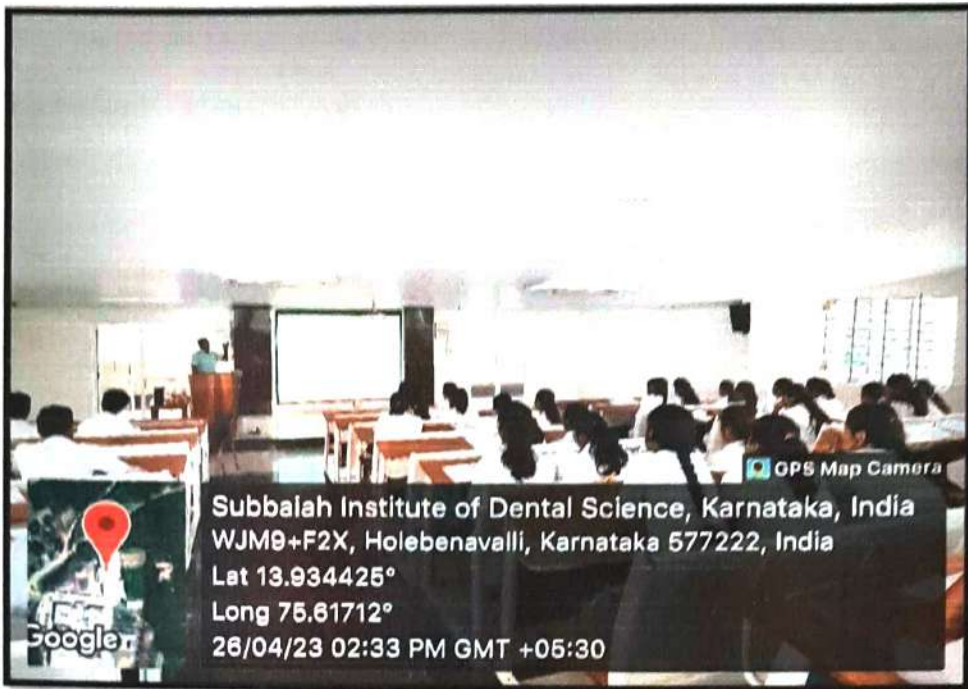 GPS Map Camera
Subbaiah Institute of Dental Science, Karnataka, India
WJM9+F2X, Holebenavalli, Karnataka 577222, India
Lat 13.934425°
Long 75.61712°
26/04/23 02:33 PM GMT +05:30
Google